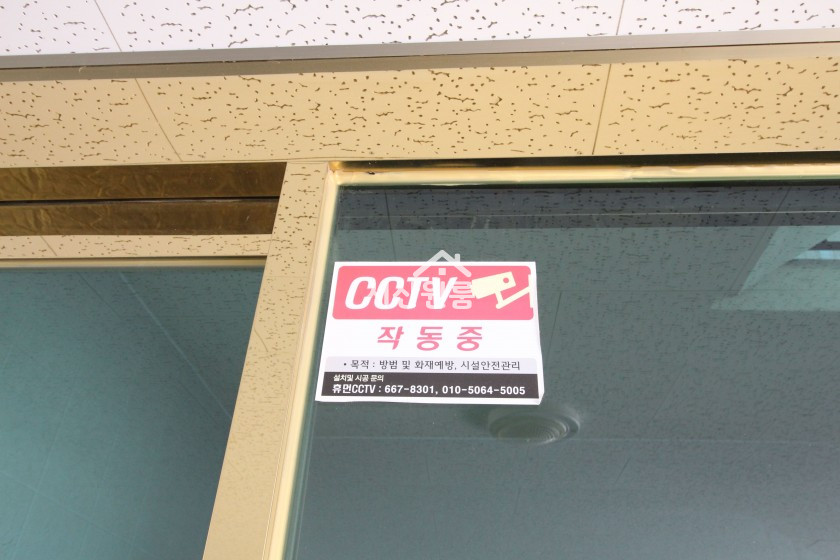 CCTV
작동중
• 목적 : 방범 및 화재예방, 시설안전관리
설치및 시공 문의
휴먼CCTV : 667-8301, 010-5064-5005